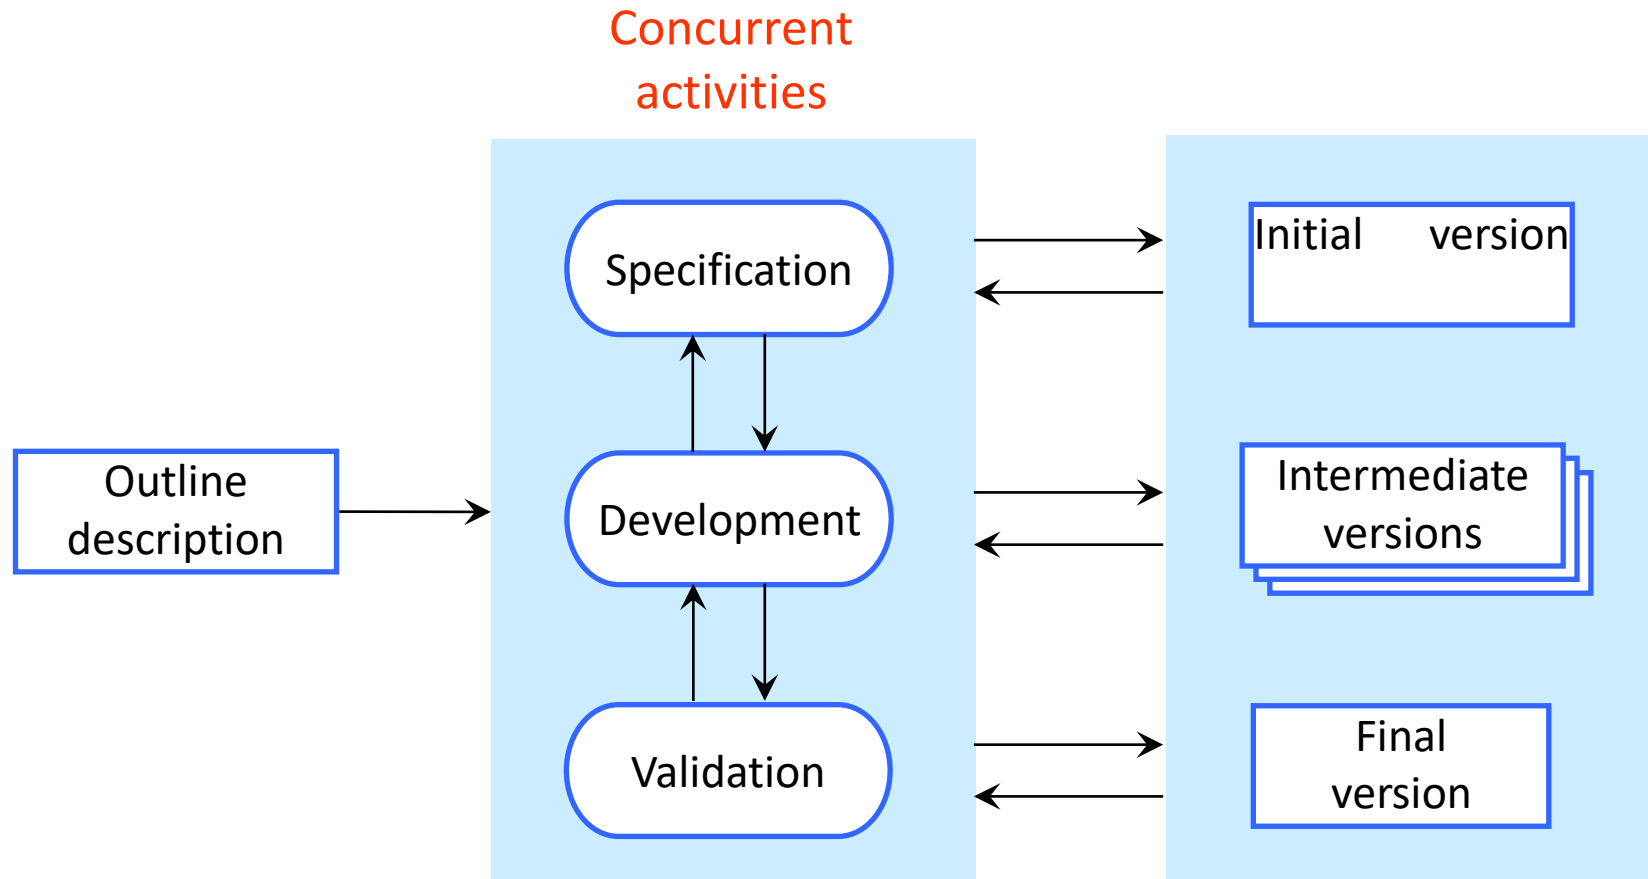 Concurrent
activities
Outline
description
Specification
Development
Validation
Initial version
Intermediate
versions
Final
version